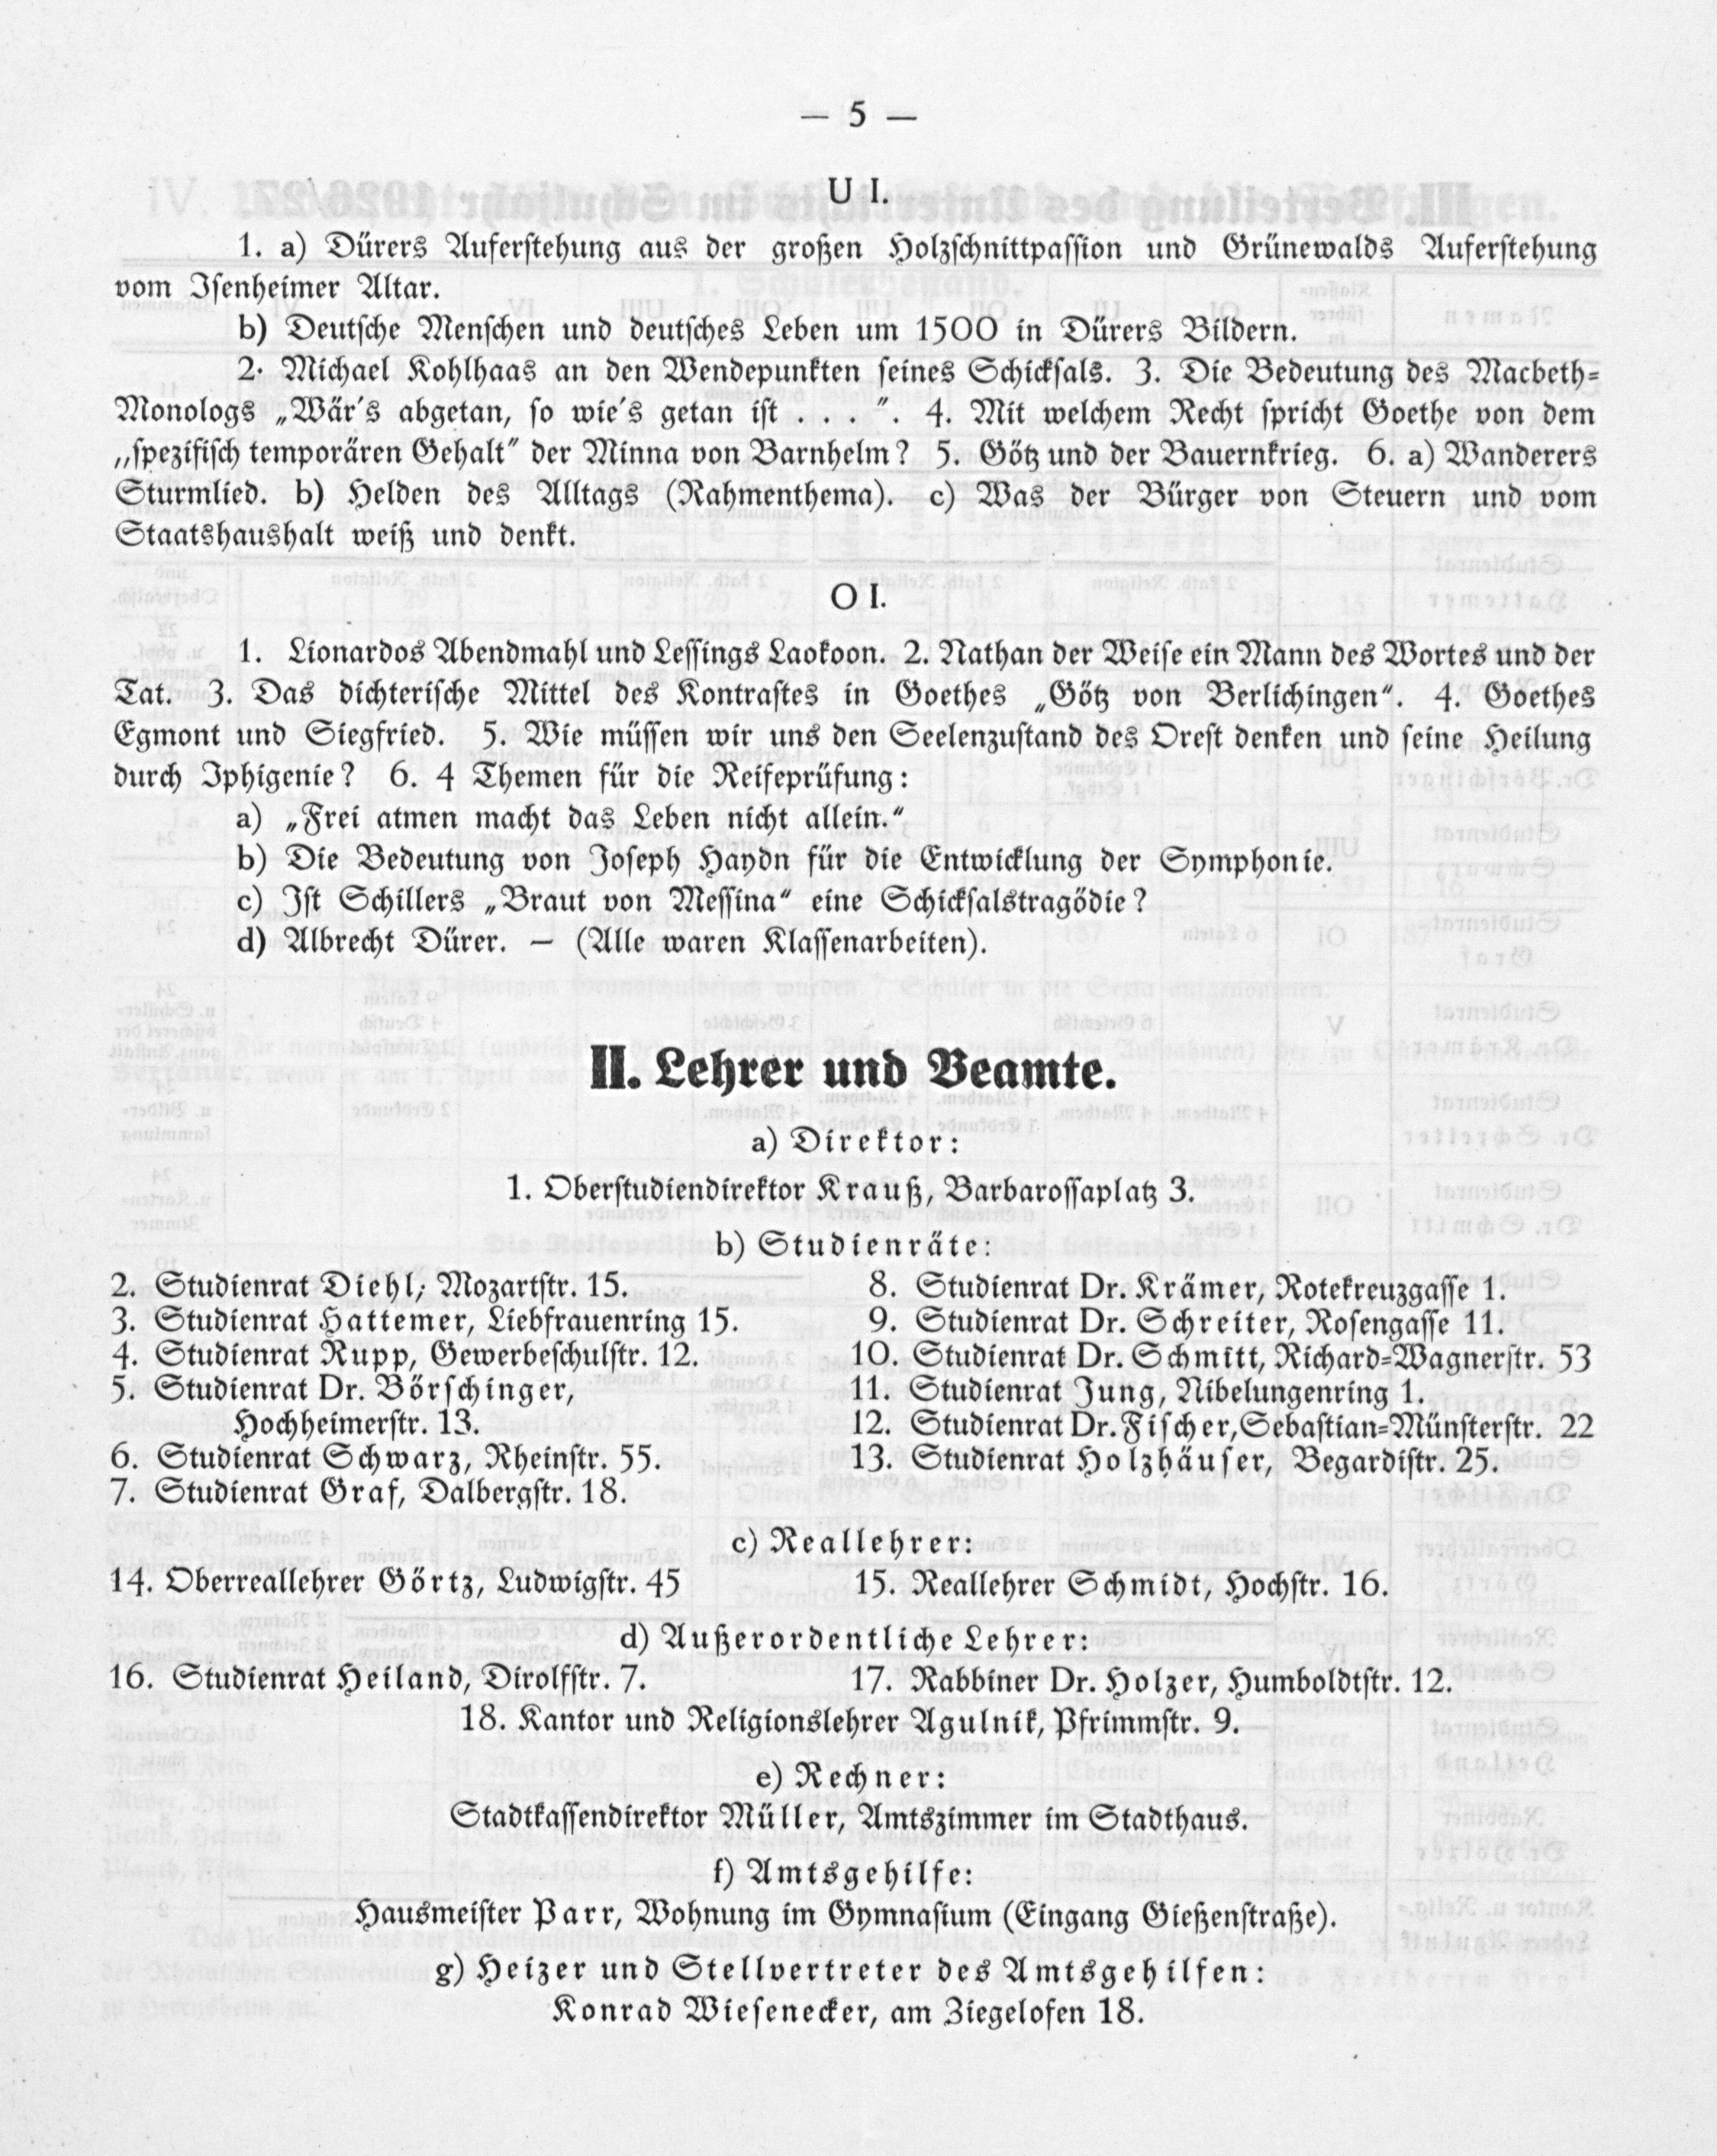 — 5 —
U I.
1. a) Dürers Auferstehung aus der großen Holzschnittpassion und Grünewalds Auferstehung
vom Isenheimer Altar.
b) Deutsche Menschen und deutsches Leben um 1500 in Dürers Bildern.
2. Michael Kohlhaas an den Wendepunkten seines Schicksals. 3. Die Bedeutung des Macbeth-
Monologs „Wär's abgetan, so wie's getan ist . . . ". 4. Mit welchem Recht spricht Goethe von dem
„spezifisch temporären Gehalt" der Minna von Barnhelm? 5. Götz und der Bauernkrieg. 6. a) Wanderers
Sturmlied. b) Helden des Alltags (Rahmenthema). c) Was der Bürger von Steuern und vom
Staatshaushalt weiß und denkt.
O I.
1. Lionardos Abendmahl und Lessings Laokoon. 2. Nathan der Weise ein Mann des Wortes und der
Tat. 3. Das dichterische Mittel des Kontrastes in Goethes „Götz von Berlichingen“. 4. Goethes
Egmont und Siegfried. 5. Wie müssen wir uns den Seelenzustand des Orest denken und seine Heilung
durch Iphigenie? 6. 4 Themen für die Reifeprüfung:
a) „Frei atmen macht das Leben nicht allein.“
b) Die Bedeutung von Joseph Haydn für die Entwicklung der Symphonie.
c) Ist Schillers „Braut von Messina“ eine Schicksalstragödie?
d) Albrecht Dürer. — (Alle waren Klassenarbeiten).
II. Lehrer und Beamte.
a) Direktor:
1. Oberstudiendirektor Krauß, Barbarossaplatz 3.
b) Studienräte:
2. Studienrat Diehl, Mozartstr. 15.
3. Studienrat Hattemer, Liebfrauenring 15.
4. Studienrat Rupp, Gewerbeschulstr. 12.
5. Studienrat Dr. Börschinger,
Hochheimerstr. 13.
6. Studienrat Schwarz, Rheinstr. 55.
7. Studienrat Graf, Dalbergstr. 18.
8. Studienrat Dr. Krämer, Rotekreuzgasse 1.
9. Studienrat Dr. Schreiter, Rosengasse 11.
10. Studienrat Dr. Schmitt, Richard-Wagnerstr. 53
11. Studienrat Jung, Nibelungenring 1.
12. Studienrat Dr. Fischer, Sebastian-Münsterstr. 22
13. Studienrat Holzhäuser, Begardistr. 25.
c) Reallehrer:
14. Oberreallehrer Görtz, Ludwigstr. 45
15. Reallehrer Schmidt, Hochstr. 16.
d) Außerordentliche Lehrer:
16. Studienrat Heiland, Dirolfstr. 7.
17. Rabbiner Dr. Holzer, Humboldtstr. 12.
18. Kantor und Religionslehrer Agulnik, Pfrimmstr. 9.
e) Rechner:
Stadtkassendirektor Müller, Amtszimmer im Stadthaus.
f) Amtsgehilfe:
Hausmeister Parr, Wohnung im Gymnasium (Eingang Gießenstraße).
g) Heizer und Stellvertreter des Amtsgehilfen:
Konrad Wiesenecker, am Ziegelofen 18.